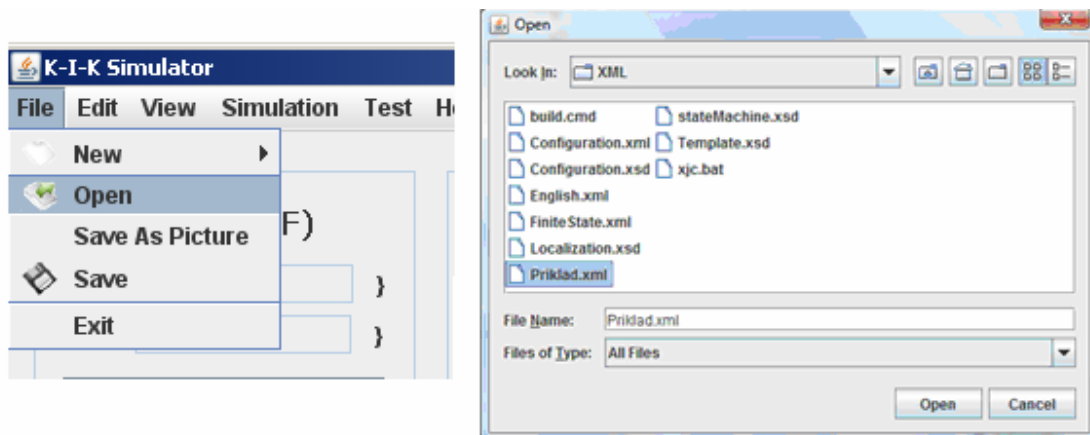 K-I-K Simulator
File Edit View Simulation Test
New
Open
F)
Save As Picture
Save
}
Exit
}
Open
Look In: XML
build.cmd stateMachine.xsd
Configuration.xml Template.xsd
Configuration.xsd xjc.bat
English.xml
FiniteState.xml
Localization.xsd
Priklad.xml
File Name: Priklad.xml
Files of Type: All Files
Open Cancel